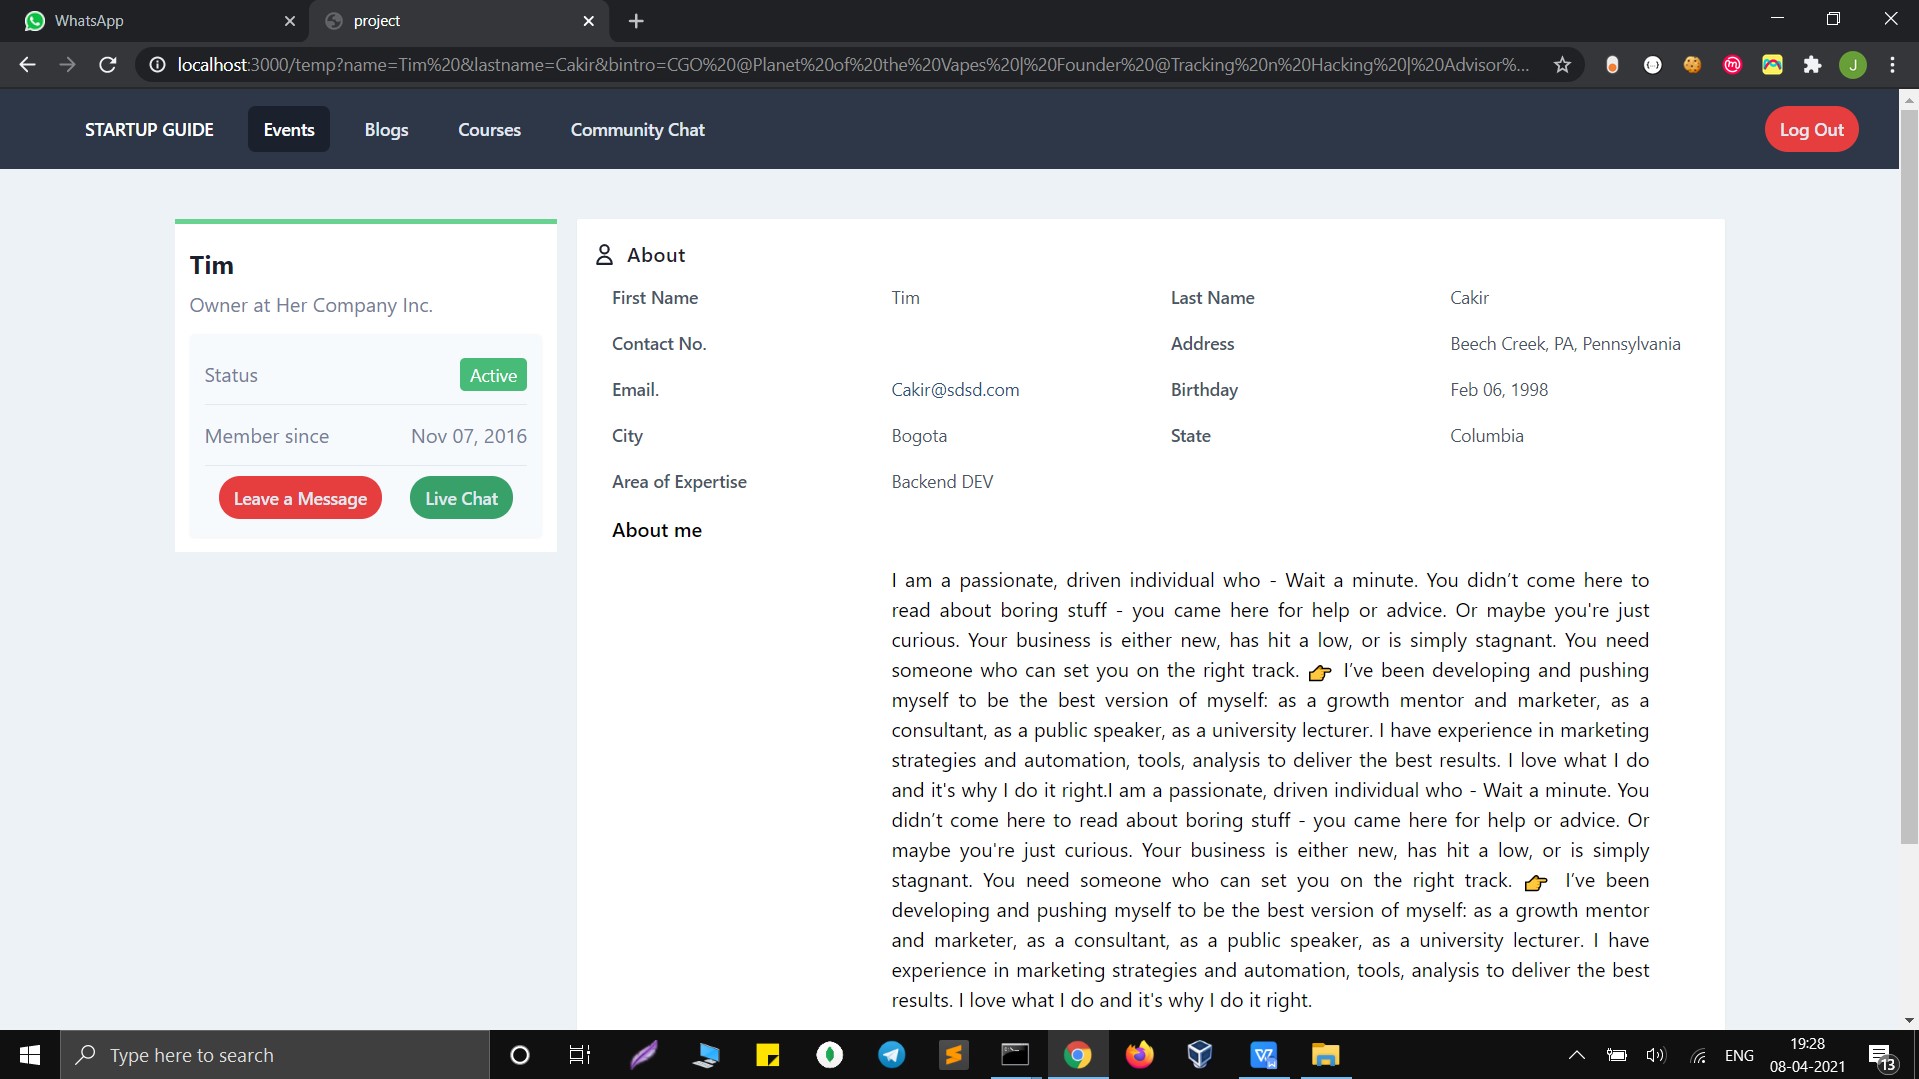 WhatsApp
project
localhost:3000/temp?name=Tim%20&lastname=Cakir&bintro=CGO%20@Planet%20of%20the%20Vapes%20|%20Founder%20@Tracking%20n%20Hacking%20|%20Advisor%...
J
STARTUP GUIDE
Events
Blogs
Courses
Community Chat
Log Out
Tim
Owner at Her Company Inc.
Status Active
Member since Nov 07, 2016
Leave a Message Live Chat
About
First Name Tim Last Name Cakir
Contact No. Address Beech Creek, PA, Pennsylvania
Email. Cakir@sdsd.com Birthday Feb 06, 1998
City Bogota State Columbia
Area of Expertise Backend DEV
About me
I am a passionate, driven individual who - Wait a minute. You didn’t come here to
read about boring stuff - you came here for help or advice. Or maybe you're just
curious. Your business is either new, has hit a low, or is simply stagnant. You need
someone who can set you on the right track. 👉 I’ve been developing and pushing
myself to be the best version of myself: as a growth mentor and marketer, as a
consultant, as a public speaker, as a university lecturer. I have experience in marketing
strategies and automation, tools, analysis to deliver the best results. I love what I do
and it's why I do it right.I am a passionate, driven individual who - Wait a minute. You
didn’t come here to read about boring stuff - you came here for help or advice. Or
maybe you're just curious. Your business is either new, has hit a low, or is simply
stagnant. You need someone who can set you on the right track. 👉 I’ve been
developing and pushing myself to be the best version of myself: as a growth mentor
and marketer, as a consultant, as a public speaker, as a university lecturer. I have
experience in marketing strategies and automation, tools, analysis to deliver the best
results. I love what I do and it's why I do it right.
Type here to search
ENG
19:28
08-04-2021
13